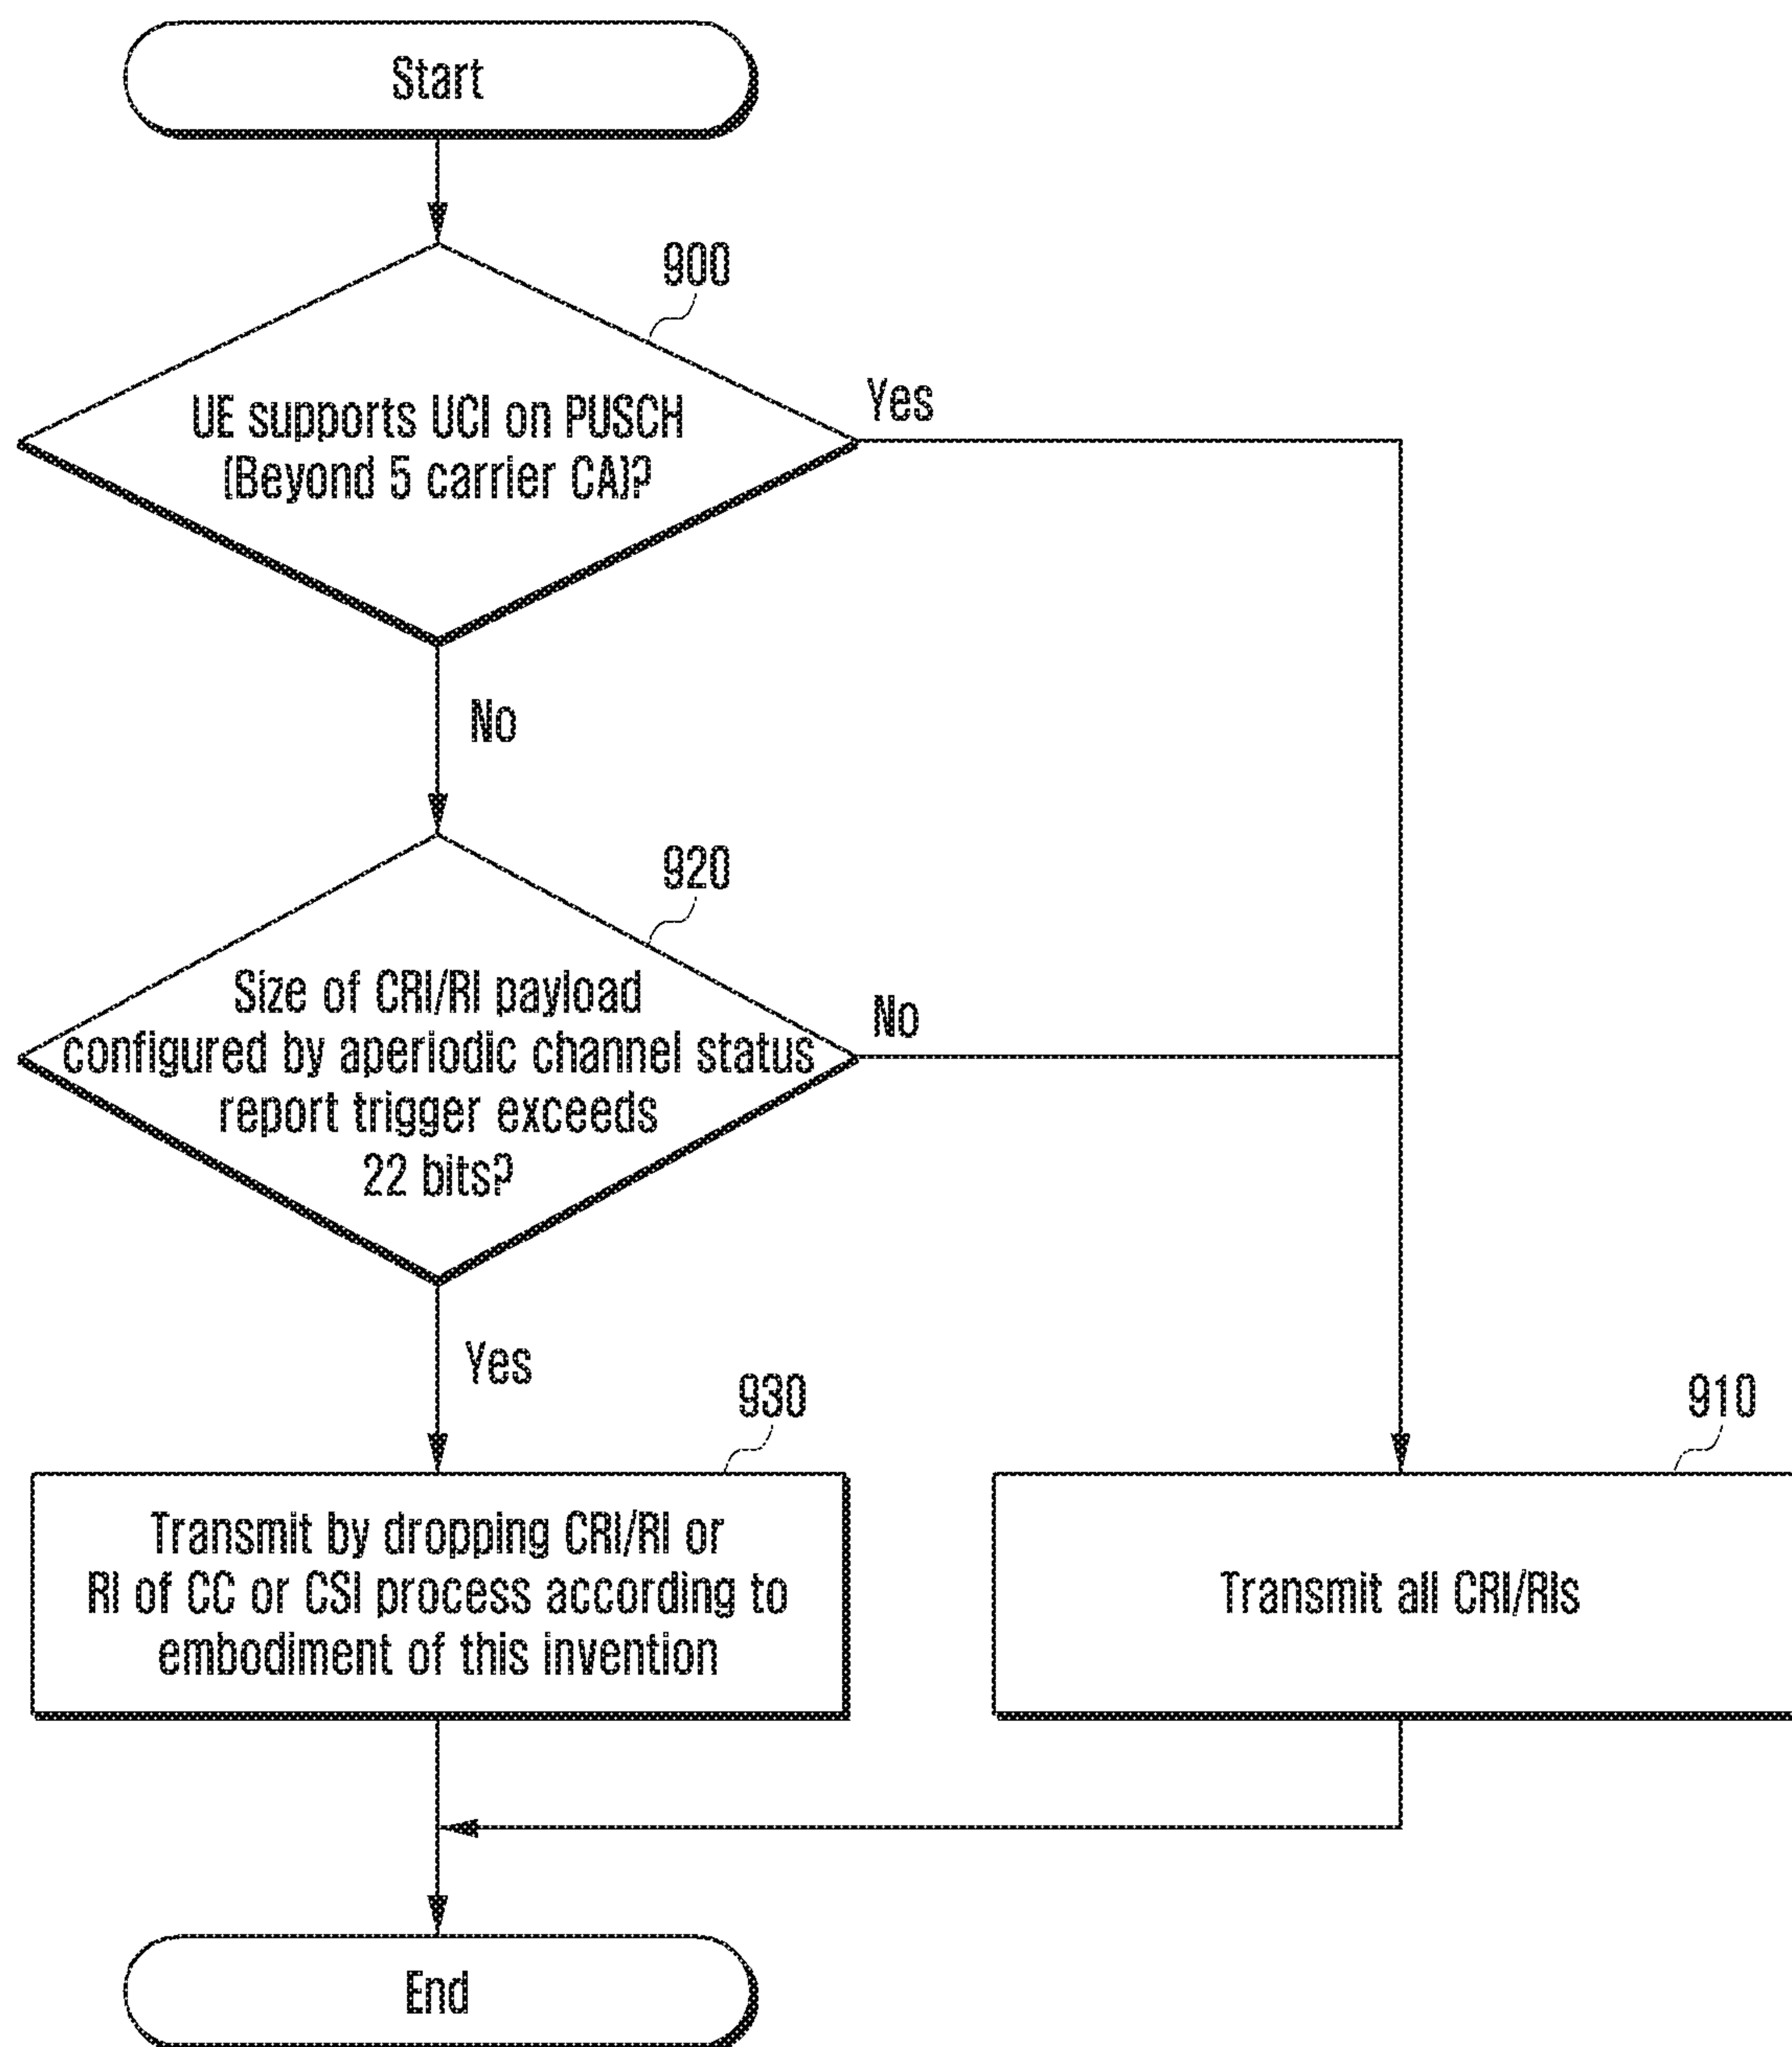 Start
900
UE supports UCI on PUSCH
(Beyond 5 carrier CA)?
Yes
No
920
Size of CRI/RI payload
configured by aperiodic channel status
report trigger exceeds
22 bits?
No
Yes
930
Transmit by dropping CRI/RI or
RI of CC or CSI process according to
embodiment of this invention
910
Transmit all CRI/RIs
End